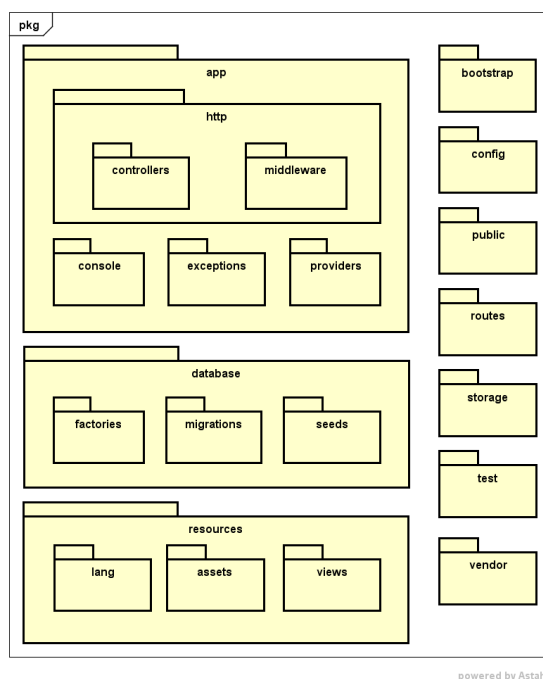 pkg
app
http
controllers
middleware
console
exceptions
providers
database
factories
migrations
seeds
resources
lang
assets
views
bootstrap
config
public
routes
storage
test
vendor
powered by